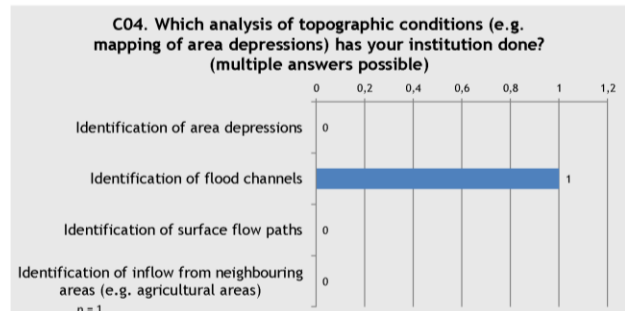 C04. Which analysis of topographic conditions (e.g.
mapping of area depressions) has your institution done?
(multiple answers possible)
0 0,2 0,4 0,6 0,8 1 1,2
Identification of area depressions 0
Identification of flood channels 1
Identification of surface flow paths 0
Identification of inflow from neighbouring
areas (e.g. agricultural areas) 0
n = 1